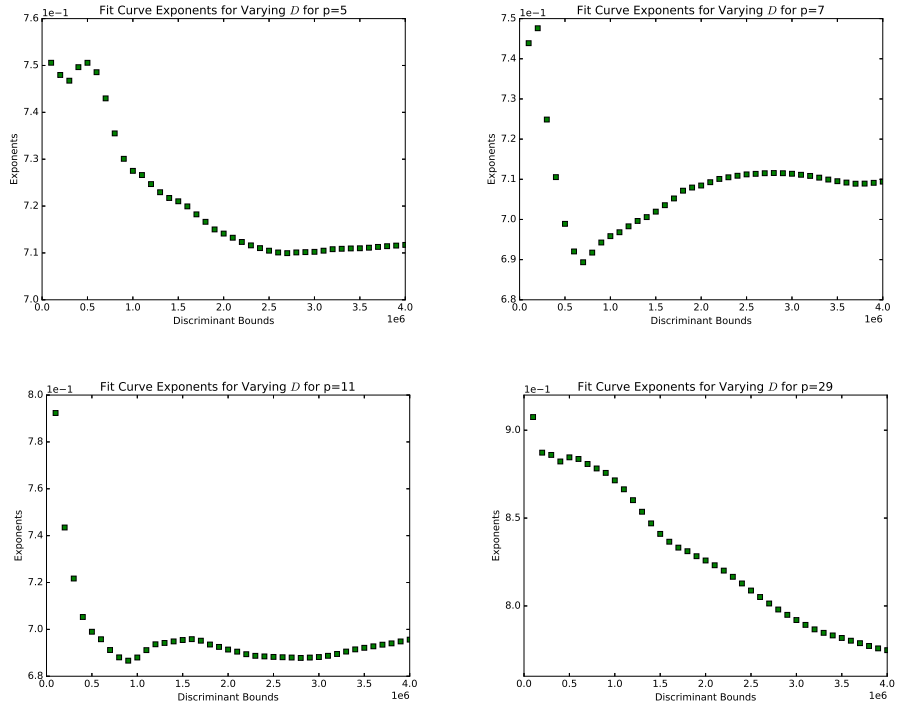 Fit Curve Exponents for Varying D for p=5
1e−1
7.6
7.5
7.4
7.3
7.2
7.1
7.0
Exponents
0.0 0.5 1.0 1.5 2.0 2.5 3.0 3.5 4.0
Discriminant Bounds
1e6
Fit Curve Exponents for Varying D for p=7
1e−1
7.5
7.4
7.3
7.2
7.1
7.0
6.9
6.8
Exponents
0.0 0.5 1.0 1.5 2.0 2.5 3.0 3.5 4.0
Discriminant Bounds
1e6
Fit Curve Exponents for Varying D for p=11
1e−1
8.0
7.8
7.6
7.4
7.2
7.0
6.8
Exponents
0.0 0.5 1.0 1.5 2.0 2.5 3.0 3.5 4.0
Discriminant Bounds
1e6
Fit Curve Exponents for Varying D for p=29
1e−1
9.0
8.5
8.0
Exponents
0.0 0.5 1.0 1.5 2.0 2.5 3.0 3.5 4.0
Discriminant Bounds
1e6